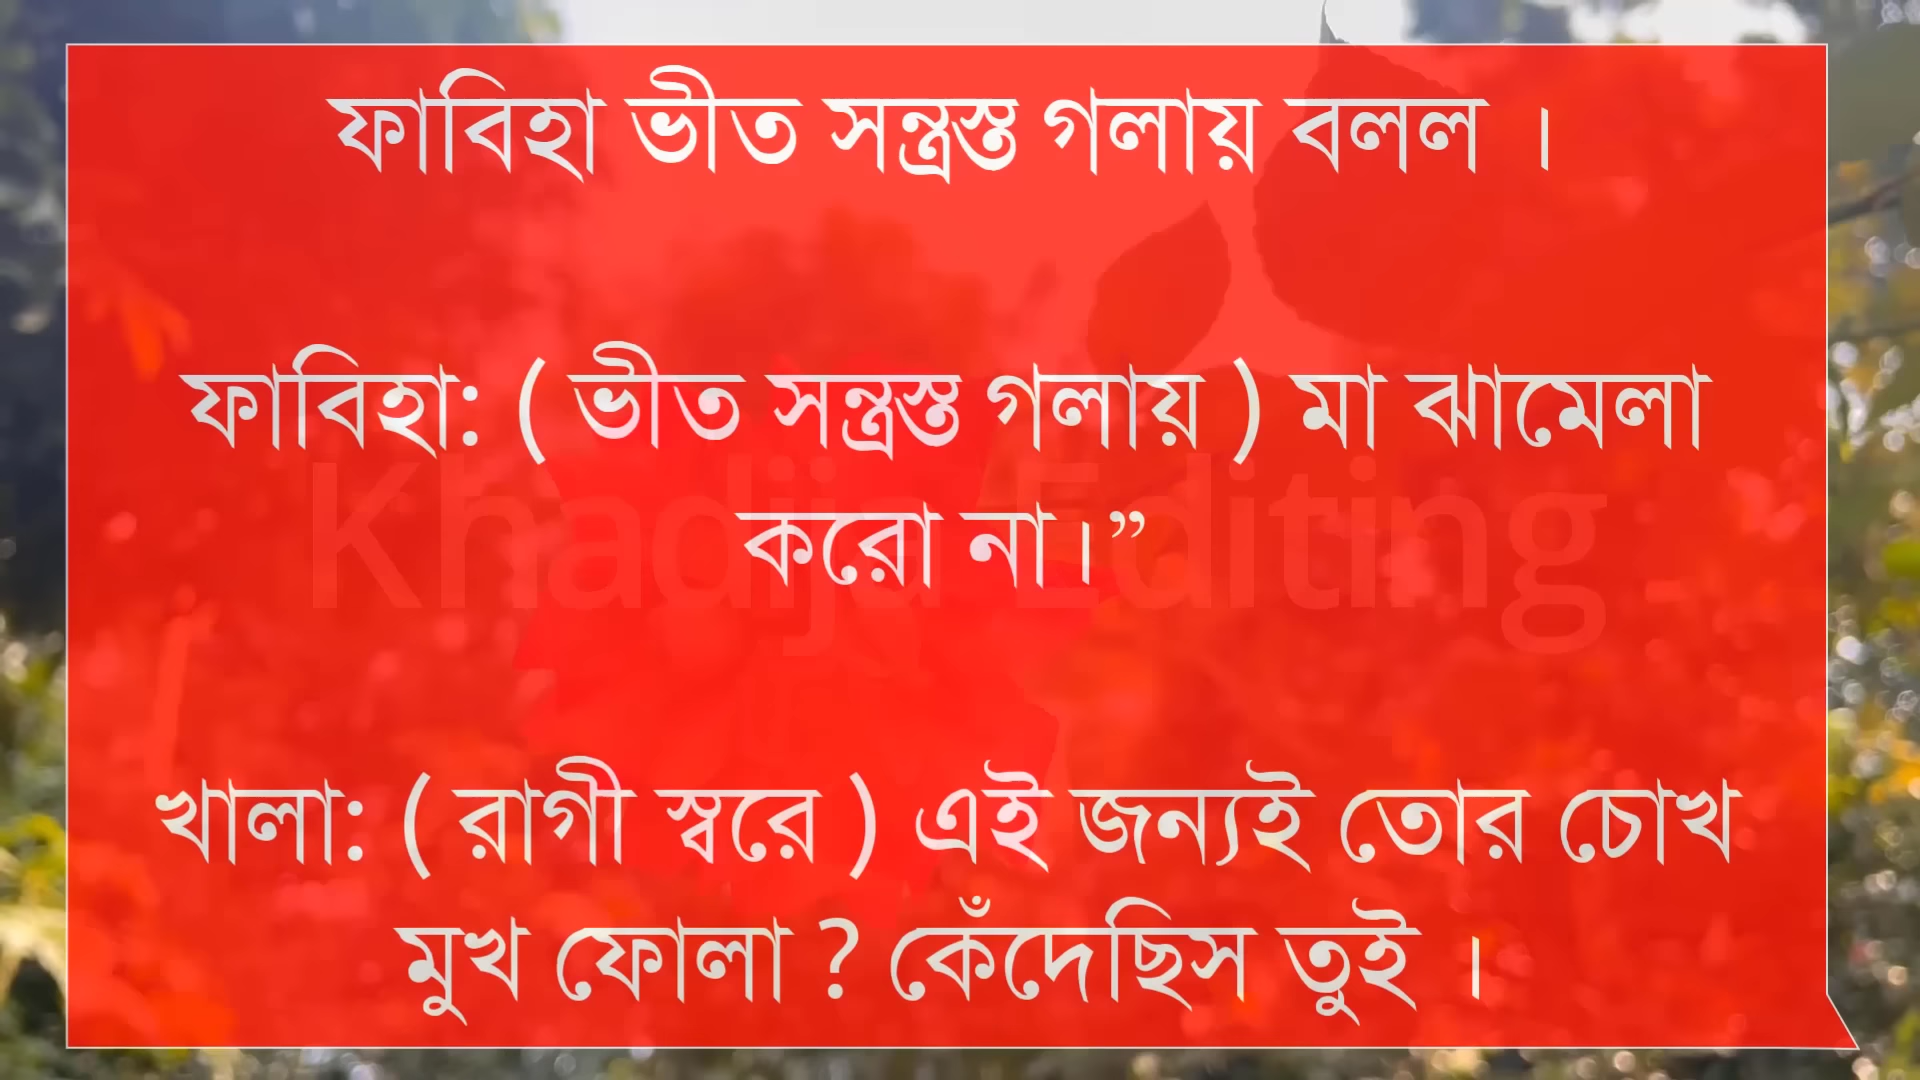 ফাবিহা ভীত সন্ত্রস্ত গলায় বলল ।
ফাবিহা: ( ভীত সন্ত্রস্ত গলায় ) মা ঝামেলা
করো না।”
Khadija Editing
খালা: ( রাগী স্বরে ) এই জন্যই তোর চোখ
মুখ ফোলা ? কেঁদেছিস তুই ।